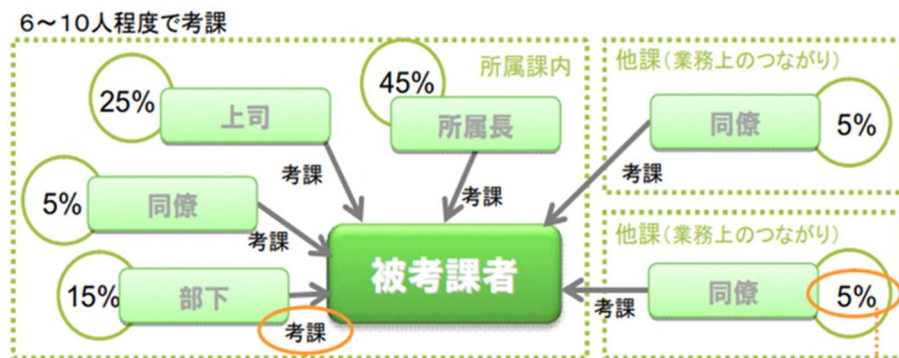 6～10人程度で考課
所属課内
25%
上司
45%
所属長
考課
考課
5%
同僚
考課
15%
部下
考課
被考課者
他課（業務上のつながり）
同僚
5%
考課
他課（業務上のつながり）
同僚
5%
考課